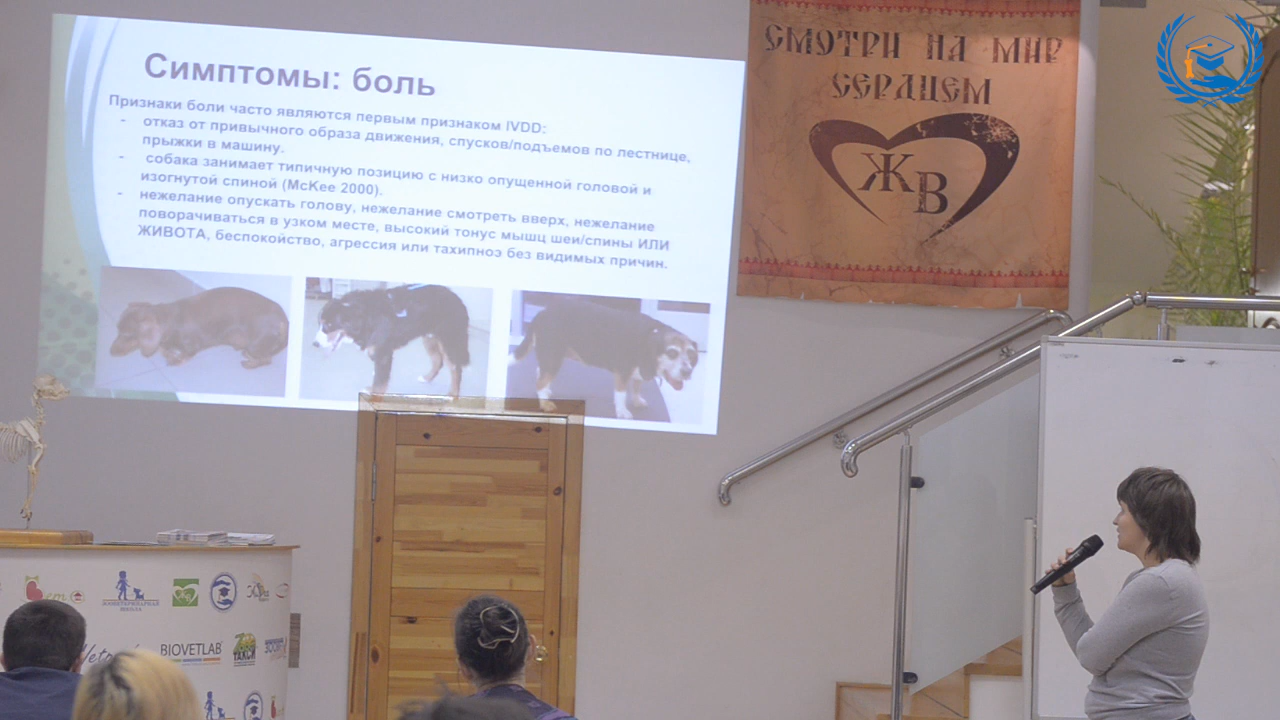 Симптомы: боль
Признаки боли часто являются первым признаком IVDD:
- отказ от привычного образа движения, спусков/подъемов по лестнице,
прыжки в машину.
- собака занимает типичную позицию с низко опущенной головой и
изогнутой спиной (McKee 2000).
- нежелание опускать голову, нежелание смотреть вверх, нежелание
поворачиваться в узком месте, высокий тонус мышц шеи/спины ИЛИ
ЖИВОТА, беспокойство, агрессия или тахипноэ без видимых причин.
СМОТРИ НА МИР
СЕРДЦЕМ
ЖВ
ЗООВЕТЕРИНАРНАЯ
ШКОЛА
BIOVETLAB
ТАКСИ